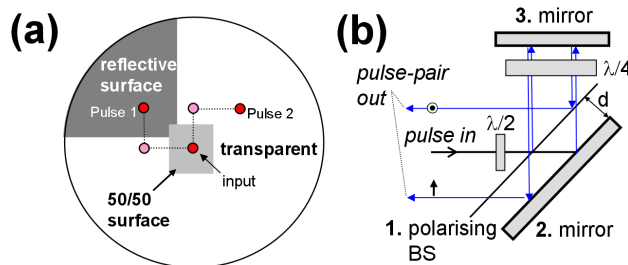 (a)
reflective
surface
Pulse 1
Pulse 2
transparent
input
50/50
surface
(b)
3. mirror
λ/4
pulse-pair
out
d
λ/2
pulse in
1. polarising
BS
2. mirror